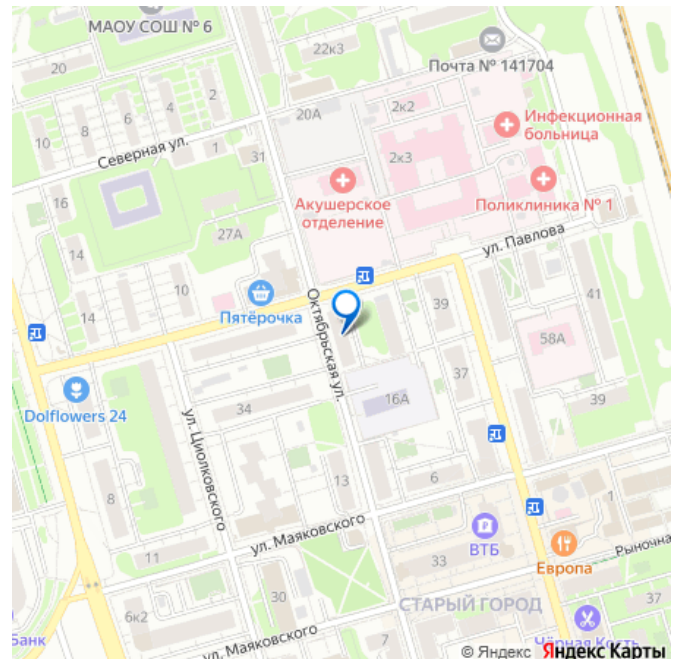 МАОУ СОШ № 6
22к3
Почта № 141704
20
4
2
6
8
10
20А
2к2
Инфекционная
больница
Северная ул.
1
31
2к3
Акушерское
отделение
Поликлиника № 1
16
27А
14
ул. Павлова
10
14
Пятёрочка
Октябрьская ул.
39
41
58А
37
16А
39
Dolflowers 24
34
ул. Циолковского
8
13
6
ул. Маяковского
11
ВТБ
1
33
Европа
Рыночна
30
6к2
СТАРЫЙ ГОРОД
37
Банк
ул. Маяковского
7
Чёрная Кость
© Яндекс Яндекс Карты